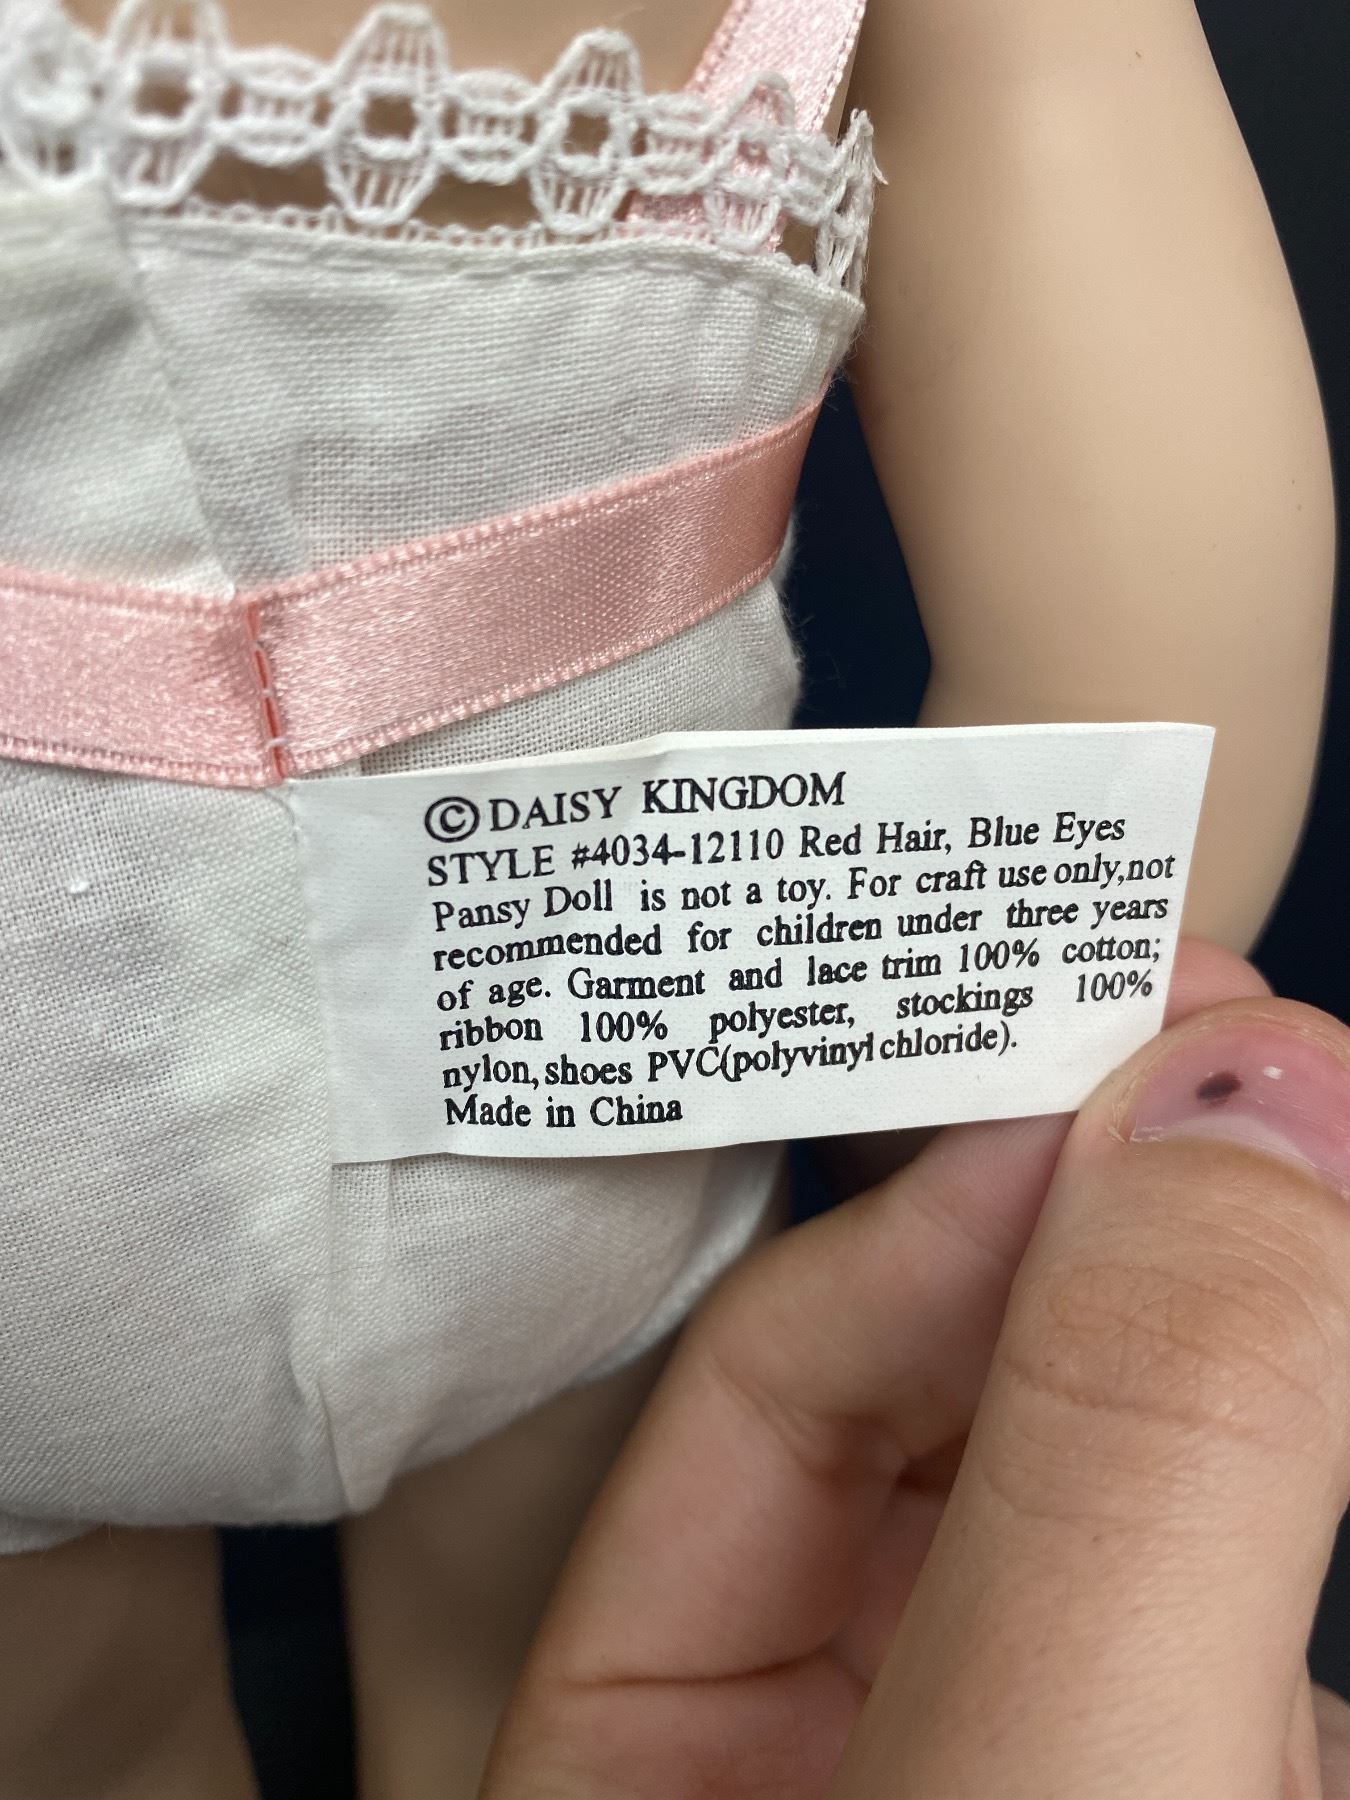 ©DAISY KINGDOM
STYLE #4034-12110 Red Hair, Blue Eyes
Pansy Doll is not a toy. For craft use only,not
recommended for children under three years
of age. Garment and lace trim 100% cotton;
ribbon 100% polyester, stockings 100%
nylon,shoes PVC(polyvinyl chloride).
Made in China